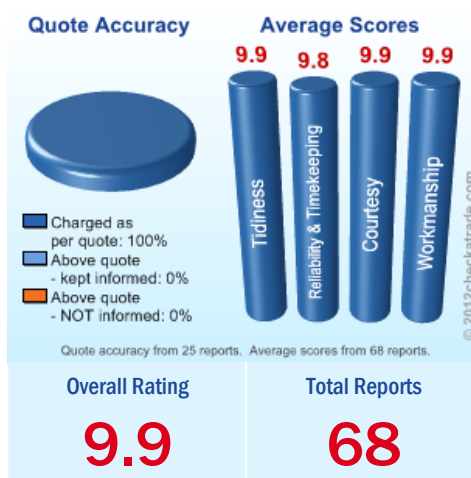 Quote Accuracy
Average Scores
9.9
9.8
9.9
9.9
Tidiness
Reliability & Timekeeping
Courtesy
Workmanship
Charged as
per quote: 100%
Above quote
- kept informed: 0%
Above quote
- NOT informed: 0%
© 2012checkatrade.com
Quote accuracy from 25 reports. Average scores from 68 reports.
Overall Rating
Total Reports
9.9
68